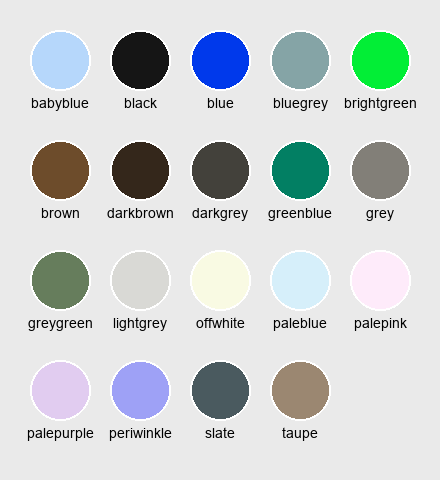 babyblue black blue bluegrey brightgreen
brown darkbrown darkgrey greenblue grey
greygreen lightgrey offwhite paleblue palepink
palepurple periwinkle slate taupe